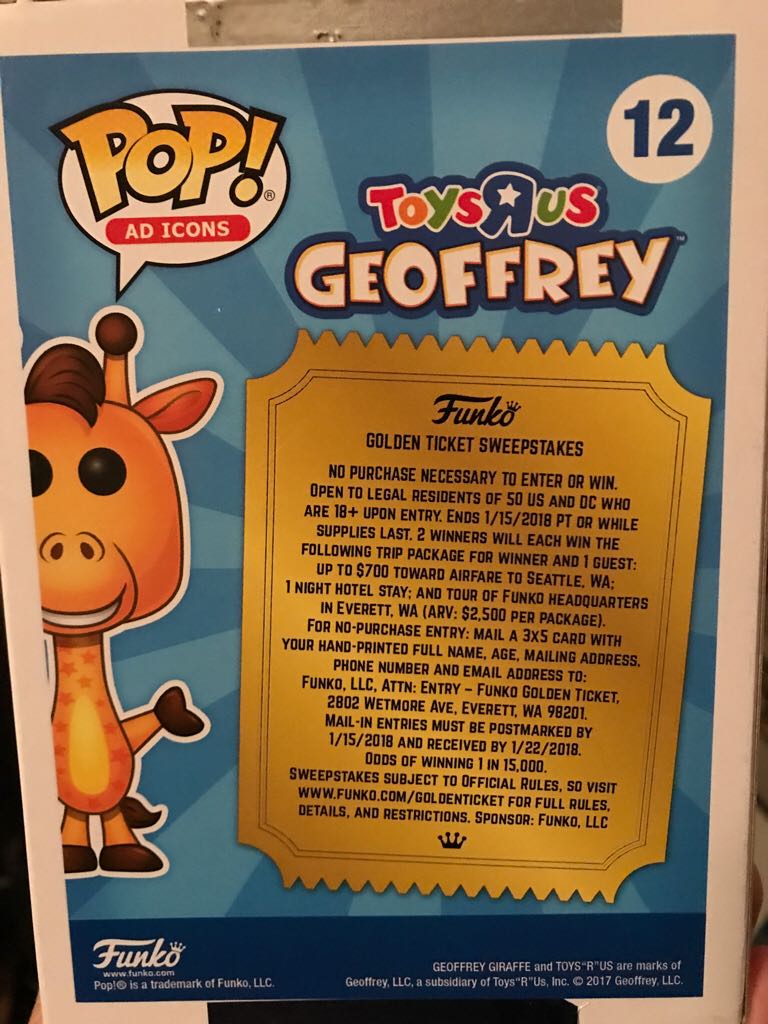 POP!®
AD ICONS
12
TOYS"R"US
GEOFFREY™
Funko
GOLDEN TICKET SWEEPSTAKES
NO PURCHASE NECESSARY TO ENTER OR WIN.
OPEN TO LEGAL RESIDENTS OF 50 US AND DC WHO
ARE 18+ UPON ENTRY. ENDS 1/15/2018 PT OR WHILE
SUPPLIES LAST. 2 WINNERS WILL EACH WIN THE
FOLLOWING TRIP PACKAGE FOR WINNER AND 1 GUEST:
UP TO $700 TOWARD AIRFARE TO SEATTLE, WA;
1 NIGHT HOTEL STAY; AND TOUR OF FUNKO HEADQUARTERS
IN EVERETT, WA (ARV: $2,500 PER PACKAGE).
FOR NO-PURCHASE ENTRY: MAIL A 3X5 CARD WITH
YOUR HAND-PRINTED FULL NAME, AGE, MAILING ADDRESS,
PHONE NUMBER AND EMAIL ADDRESS TO:
FUNKO, LLC, ATTN: ENTRY – FUNKO GOLDEN TICKET,
2802 WETMORE AVE, EVERETT, WA 98201.
MAIL-IN ENTRIES MUST BE POSTMARKED BY
1/15/2018 AND RECEIVED BY 1/22/2018.
ODDS OF WINNING 1 IN 15,000.
SWEEPSTAKES SUBJECT TO OFFICIAL RULES, SO VISIT
WWW.FUNKO.COM/GOLDENTICKET FOR FULL RULES,
DETAILS, AND RESTRICTIONS. SPONSOR: FUNKO, LLC
Funko
www.funko.com
Pop!® is a trademark of Funko, LLC.
GEOFFREY GIRAFFE and TOYS"R"US are marks of
Geoffrey, LLC, a subsidiary of Toys"R"Us, Inc. © 2017 Geoffrey, LLC.